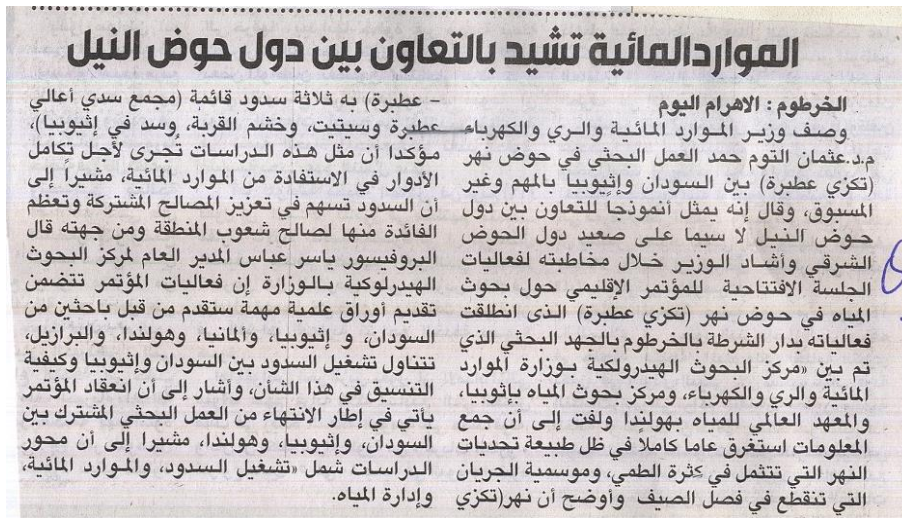 الموارد المائية تشيد بالتعاون بين دول حوض النيل
الخرطوم : الاهرام اليوم
وصف وزير الموارد المائية والري والكهرباء
م.د.عثمان التوم حمد العمل البحثي في حوض نهر
(تكزي عطبرة) بين السودان وإثيوبيا بالمهم وغير
المسبوق، وقال إنه يمثل أنموذجاً للتعاون بين دول
حوض النيل لا سيما على صعيد دول الحوض
الشرقي وأشاد الوزير خلال مخاطبته لفعاليات
الجلسة الافتتاحية للمؤتمر الإقليمي حول بحوث
المياه في حوض نهر (تكزي عطبرة) الذى انطلقت
فعالياته بدار الشرطة بالخرطوم بالجهد البحثي الذي
تم بين «مركز البحوث الهيدرولكية بوزارة الموارد
المائية والري والكهرباء، ومركز بحوث المياه بإثوبيا،
والمعهد العالمي للمياه بهولندا ولفت إلى أن جمع
المعلومات استغرق عاما كاملا في ظل طبيعة تحديات
النهر التي تتثمل في كثرة الطمي، وموسمية الجريان
التي تنقطع في فصل الصيف وأوضح أن نهر(تكزي
– عطبرة) به ثلاثة سدود قائمة (مجمع سدي أعالي
عطبرة وسيتيت، وخشم القربة، وسد في إثيوبيا)،
مؤكدا أن مثل هذه الدراسات تجرى لأجل تكامل
الأدوار في الاستفادة من الموارد المائية، مشيراً إلى
أن السدود تسهم في تعزيز المصالح المشتركة وتعظم
الفائدة منها لصالح شعوب المنطقة ومن جهته قال
البروفيسور ياسر عباس المدير العام لمركز البحوث
الهيدرلوكية بالوزارة إن فعاليات المؤتمر تتضمن
تقديم أوراق علمية مهمة ستقدم من قبل باحثين من
السودان، و إثيوبيا، والمانيا، وهولندا، والبرازيل،
تتناول تشغيل السدود بين السودان وإثيوبيا وكيفية
التنسيق في هذا الشأن، وأشار إلى أن انعقاد المؤتمر
يأتي في إطار الانتهاء من العمل البحثي المشترك بين
السودان، وإثيوبيا، وهولندا، مشيرا إلى أن محور
الدراسات شمل «تشغيل السدود، والموارد المائية،
وإدارة المياه.